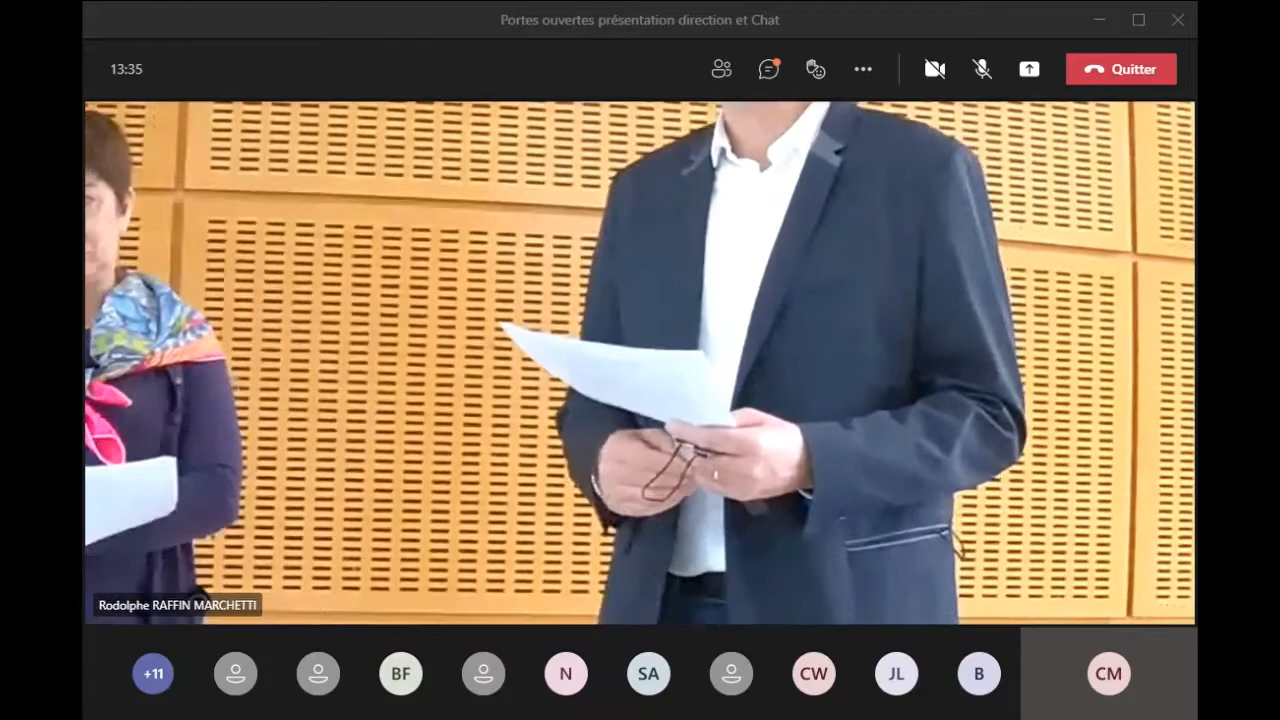 Portes ouvertes présentation direction et Chat
13:35
Quitter
Rodolphe RAFFIN MARCHETTI
+11
BF
N
SA
CW
JL
B
CM